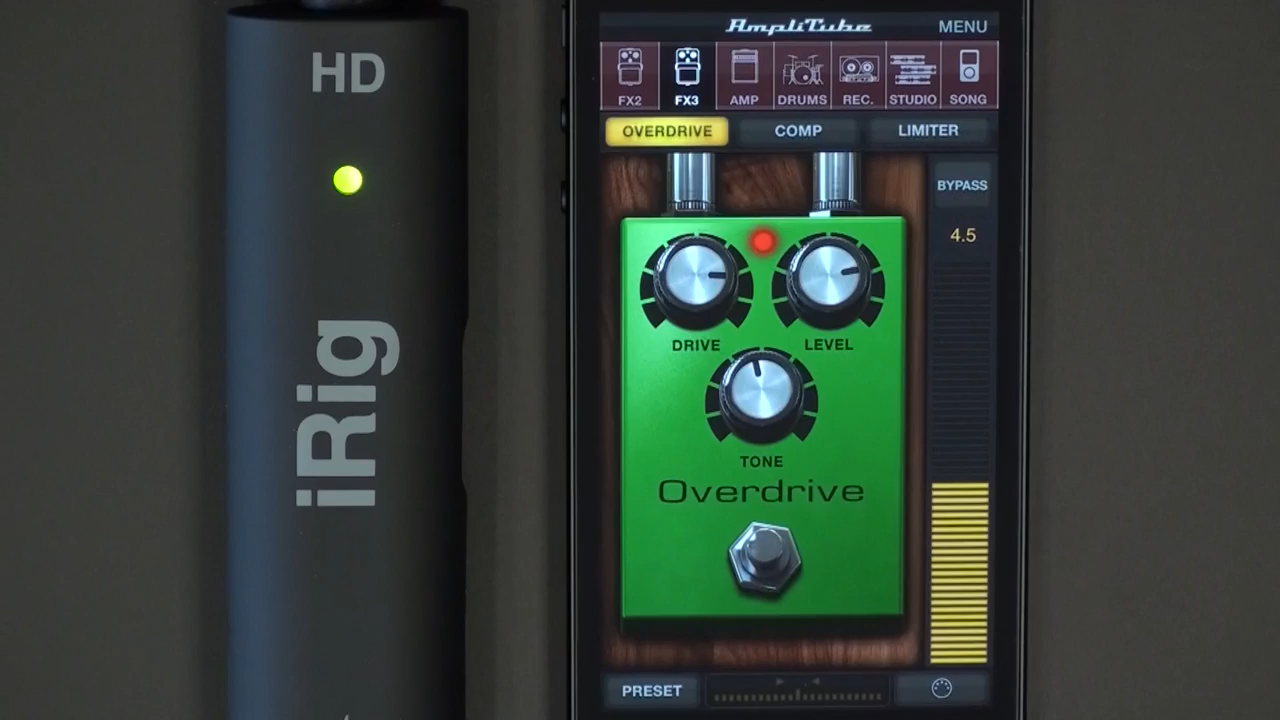 HD
iRig
AmpliTube
MENU
FX2
FX3
AMP
DRUMS
REC.
STUDIO
SONG
OVERDRIVE
COMP
LIMITER
BYPASS
4.5
DRIVE
LEVEL
TONE
Overdrive
PRESET